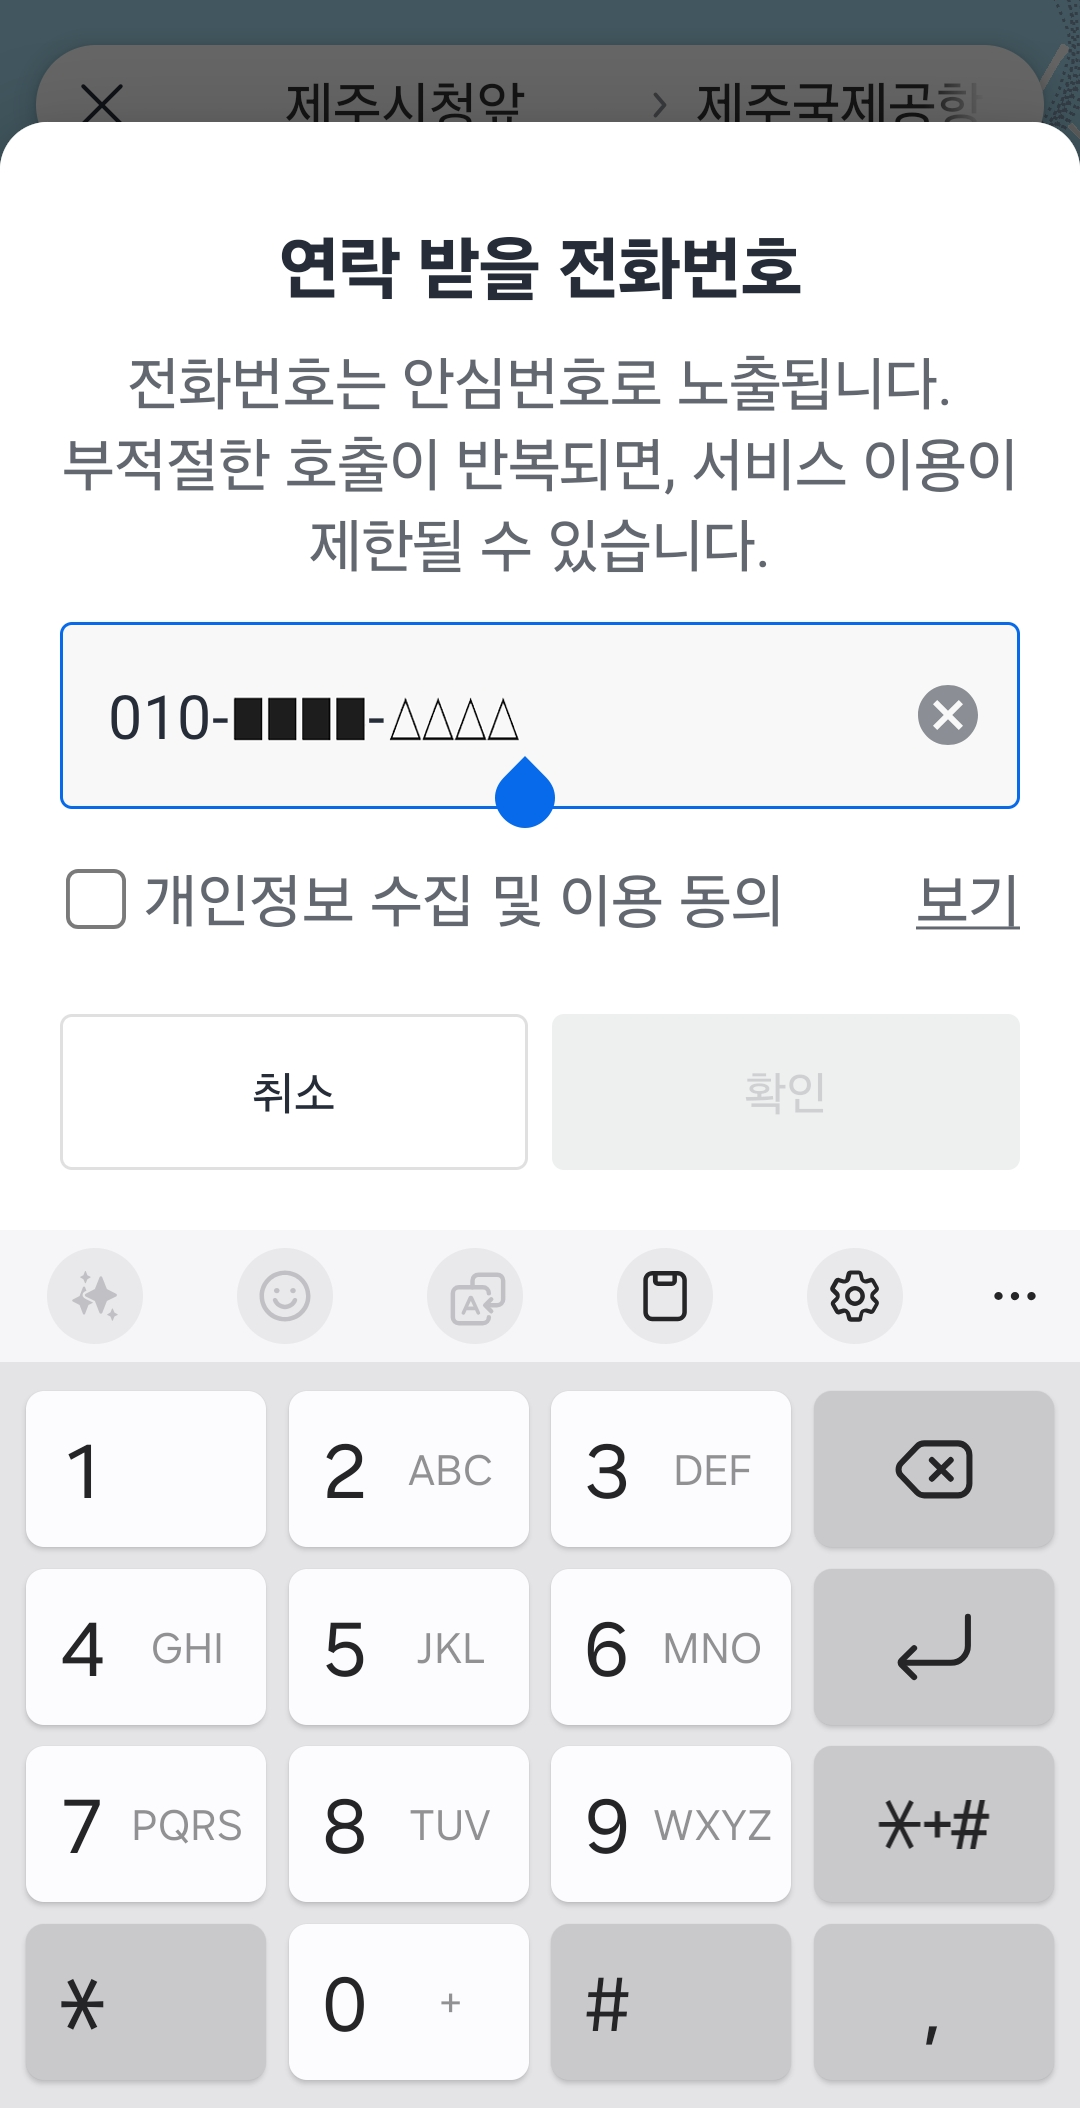 제주시청앞 › 제주국제공항
연락 받을 전화번호
전화번호는 안심번호로 노출됩니다.
부적절한 호출이 반복되면, 서비스 이용이
제한될 수 있습니다.
010-■■■■-△△△△
개인정보 수집 및 이용 동의 보기
취소 확인
1 2 ABC 3 DEF
4 GHI 5 JKL 6 MNO
7 PQRS 8 TUV 9 WXYZ *+#
* 0 + # ,